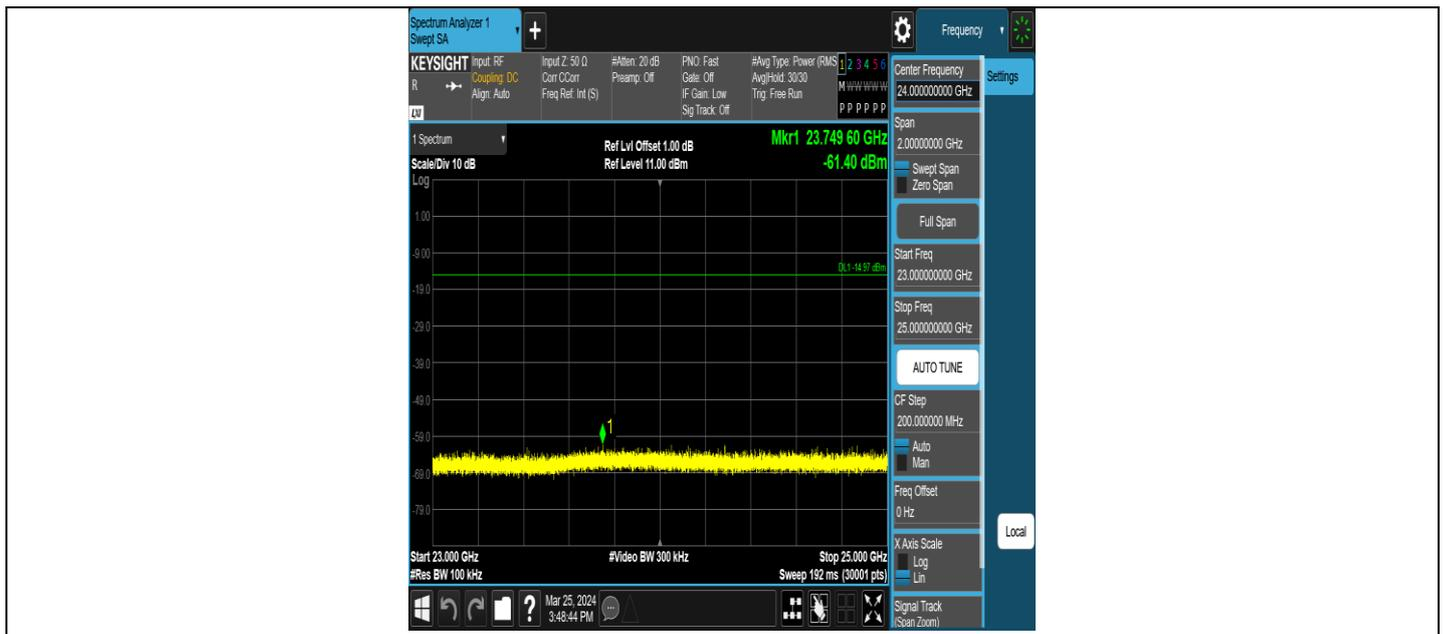 Spectrum Analyzer 1
Swept SA
+
Frequency
KEYSIGHT
R
LXI
Input: RF
Coupling: DC
Align: Auto
Input Z: 50 Ω
Corr CCorr
Freq Ref: Int (S)
#Atten: 20 dB
Preamp: Off
PNO: Fast
Gate: Off
IF Gain: Low
Sig Track: Off
#Avg Type: Power (RMS
Avg|Hold: 30/30
Trig: Free Run
1 2 3 4 5 6
M W W W W W
P P P P P P
1 Spectrum
Scale/Div 10 dB
Log
Ref Lvl Offset 1.00 dB
Ref Level 11.00 dBm
Mkr1 23.749 60 GHz
-61.40 dBm
1.00
-9.00
-19.0
-29.0
-39.0
-49.0
-59.0
-69.0
-79.0
DL1 -14.97 dBm
1
Start 23.000 GHz
#Res BW 100 kHz
#Video BW 300 kHz
Stop 25.000 GHz
Sweep 192 ms (30001 pts)
Center Frequency
24.000000000 GHz
Settings
Span
2.00000000 GHz
Swept Span
Zero Span
Full Span
Start Freq
23.000000000 GHz
Stop Freq
25.000000000 GHz
AUTO TUNE
CF Step
200.000000 MHz
Auto
Man
Freq Offset
0 Hz
X Axis Scale
Log
Lin
Local
Signal Track
(Span Zoom)
?
Mar 25, 2024
3:48:44 PM